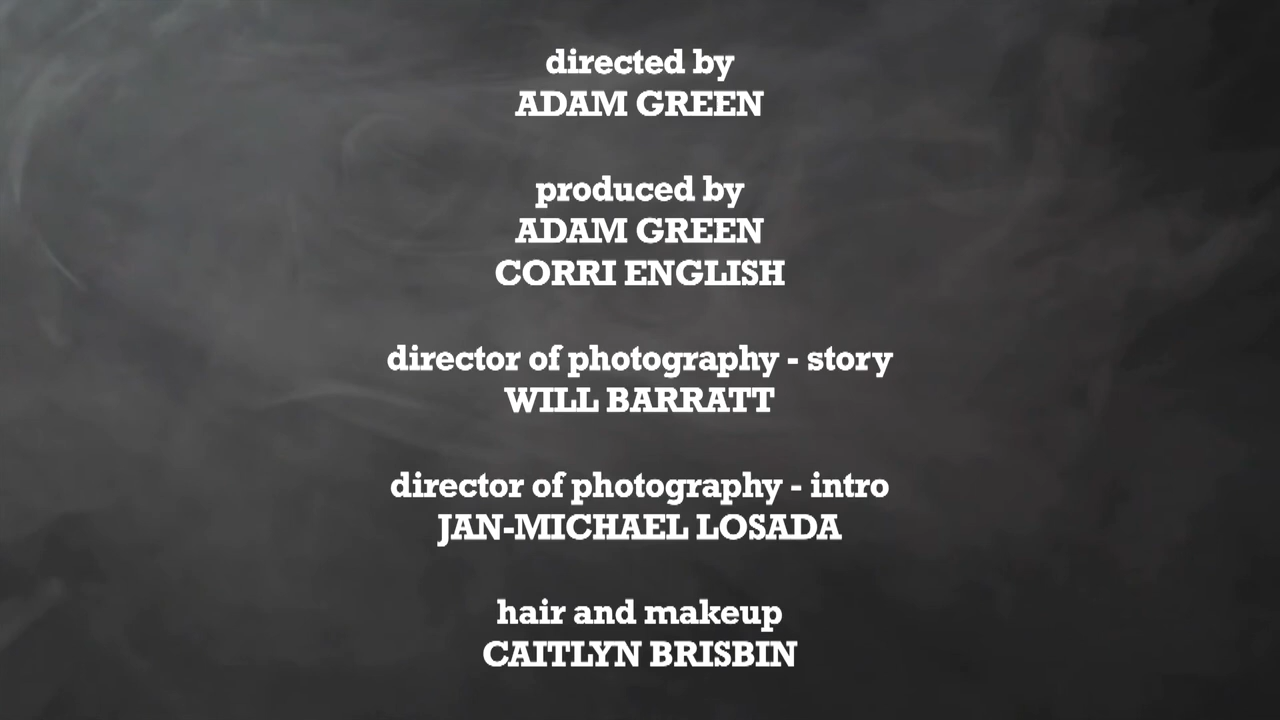 directed by
ADAM GREEN
produced by
ADAM GREEN
CORRI ENGLISH
director of photography - story
WILL BARRATT
director of photography - intro
JAN-MICHAEL LOSADA
hair and makeup
CAITLYN BRISBIN